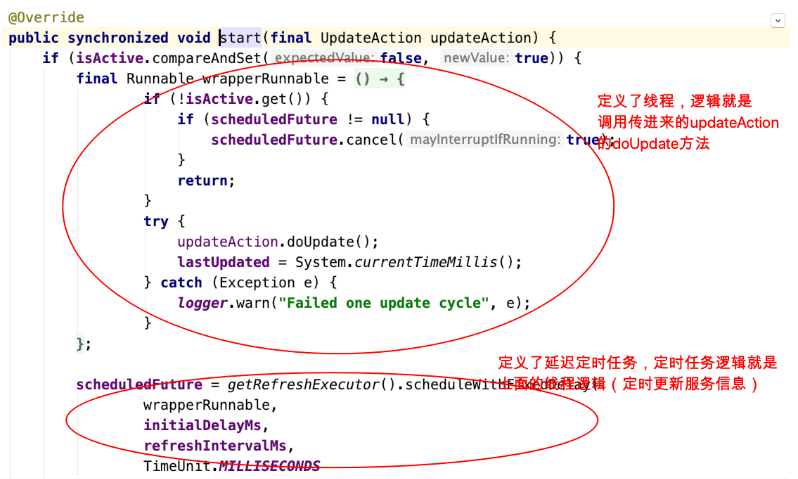 @Override
public synchronized void start(final UpdateAction updateAction) {
if (isActive.compareAndSet( expectedValue: false, newValue: true)) {
final Runnable wrapperRunnable = () → {
if (!isActive.get()) {
定义了线程，逻辑就是
if (scheduledFuture != null) {
调用传进来的updateAction
scheduledFuture.cancel( mayInterruptIfRunning: true);
的doUpdate方法
}
return;
}
try {
updateAction.doUpdate();
lastUpdated = System.currentTimeMillis();
} catch (Exception e) {
logger.warn("Failed one update cycle", e);
}
};
定义了延迟定时任务，定时任务逻辑就是
scheduledFuture = getRefreshExecutor().scheduleWithFixedDelay(
上面的线程逻辑（定时更新服务信息）
wrapperRunnable,
initialDelayMs,
refreshIntervalMs,
TimeUnit.MILLISECONDS